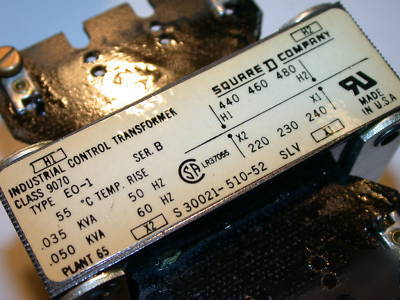 H2
SQUARE D COMPANY
440 460 480
H1 H2
H1
INDUSTRIAL CONTROL TRANSFORMER
CLASS 9070
TYPE EO-1 SER. B
55 °C TEMP. RISE
.035 KVA 50 HZ
.050 KVA 60 HZ
PLANT 65
X2
S 30021-510-52 SLV
SA LR37055
X2 X1
220 230 240
X1
UR
MADE IN U.S.A